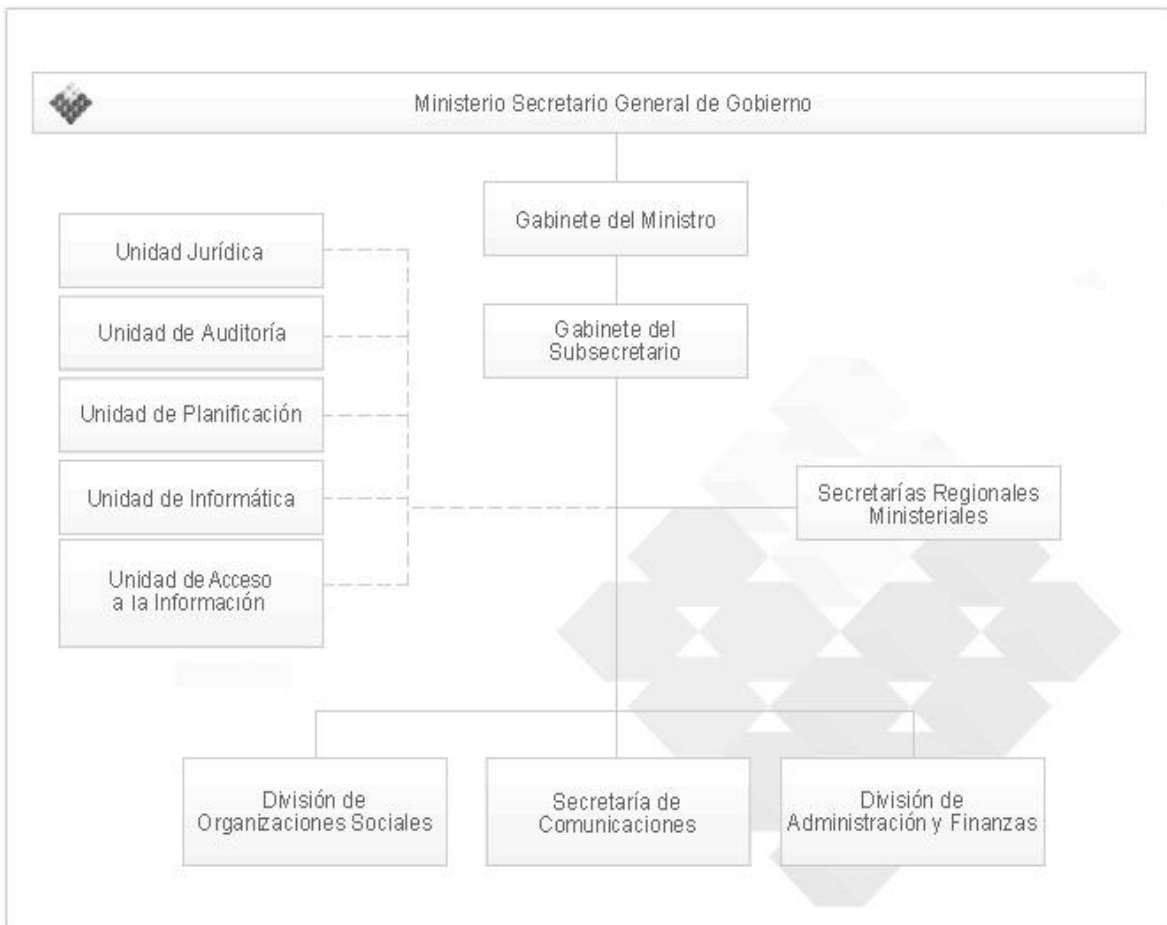 Ministerio Secretario General de Gobierno
Gabinete del Ministro
Gabinete del
Subsecretario
Unidad Jurídica
Unidad de Auditoría
Unidad de Planificación
Unidad de Informática
Unidad de Acceso
a la Información
Secretarías Regionales
Ministeriales
División de
Organizaciones Sociales
Secretaría de
Comunicaciones
División de
Administración y Finanzas